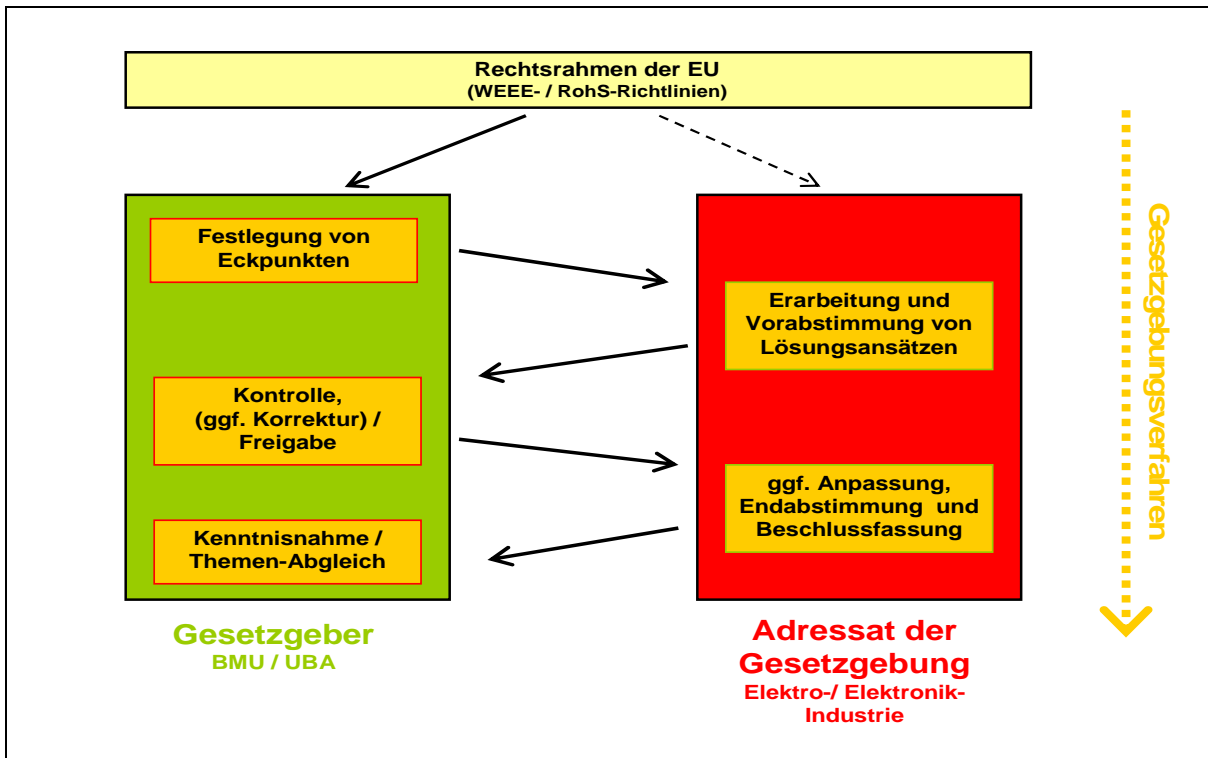 Rechtsrahmen der EU
(WEEE- / RohS-Richtlinien)
Festlegung von
Eckpunkten
Erarbeitung und
Vorabstimmung von
Lösungsansätzen
Kontrolle,
(ggf. Korrektur) /
Freigabe
ggf. Anpassung,
Endabstimmung und
Beschlussfassung
Kenntnisnahme /
Themen-Abgleich
Gesetzgeber
BMU / UBA
Adressat der
Gesetzgebung
Elektro-/ Elektronik-
Industrie
Gesetzgebungsverfahren